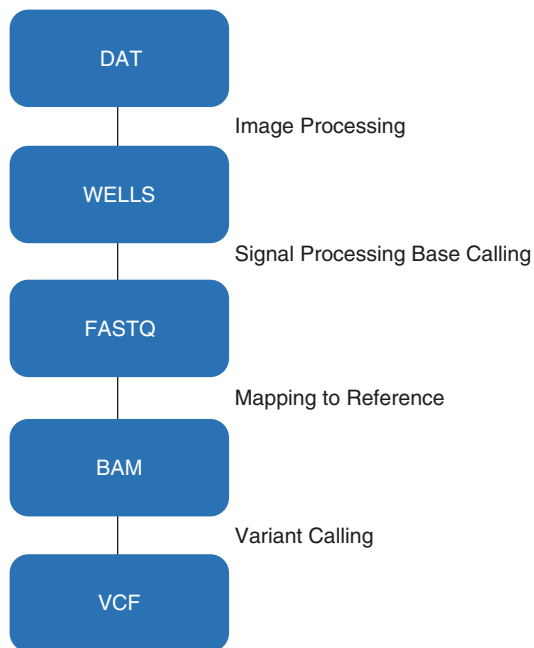 DAT
Image Processing
WELLS
Signal Processing Base Calling
FASTQ
Mapping to Reference
BAM
Variant Calling
VCF